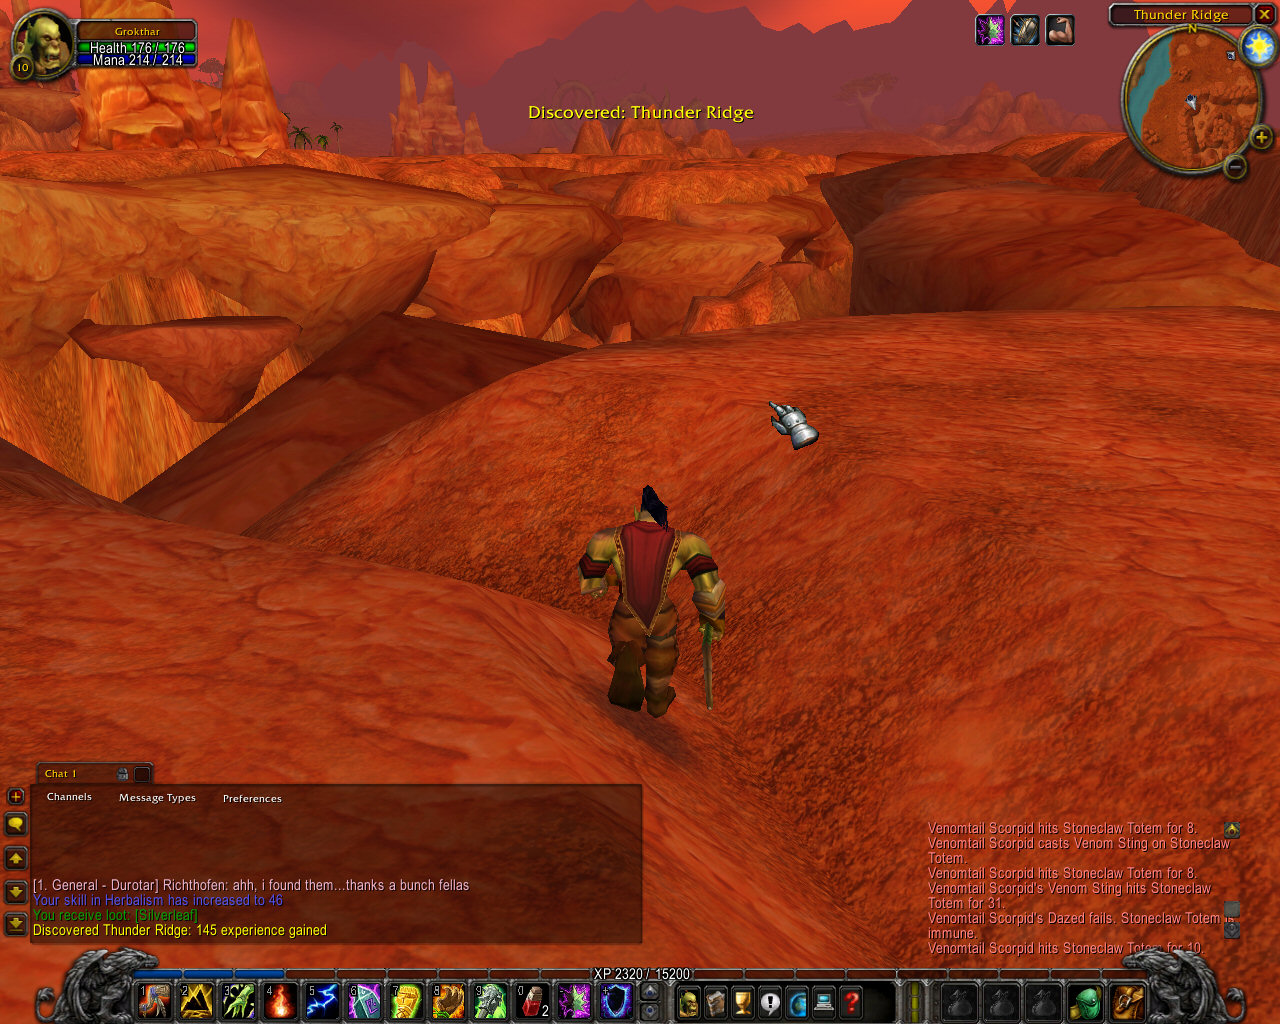 Grokthar
Health 176 / 176
Mana 214 / 214
10
Thunder Ridge
N
Discovered: Thunder Ridge
Chat 1
Channels Message Types Preferences
[1. General - Durotar] Richthofen: ahh, i found them...thanks a bunch fellas
Your skill in Herbalism has increased to 46
You receive loot: [Silverleaf]
Discovered Thunder Ridge: 145 experience gained
Venomtail Scorpid hits Stoneclaw Totem for 8.
Venomtail Scorpid casts Venom Sting on Stoneclaw
Totem.
Venomtail Scorpid hits Stoneclaw Totem for 8.
Venomtail Scorpid's Venom Sting hits Stoneclaw
Totem for 31.
Venomtail Scorpid's Dazed fails. Stoneclaw Totem is
immune.
Venomtail Scorpid hits Stoneclaw Totem for 10.
XP 2320 / 15200
1 2 3 4 5 6 7 8 9 0 - +
2